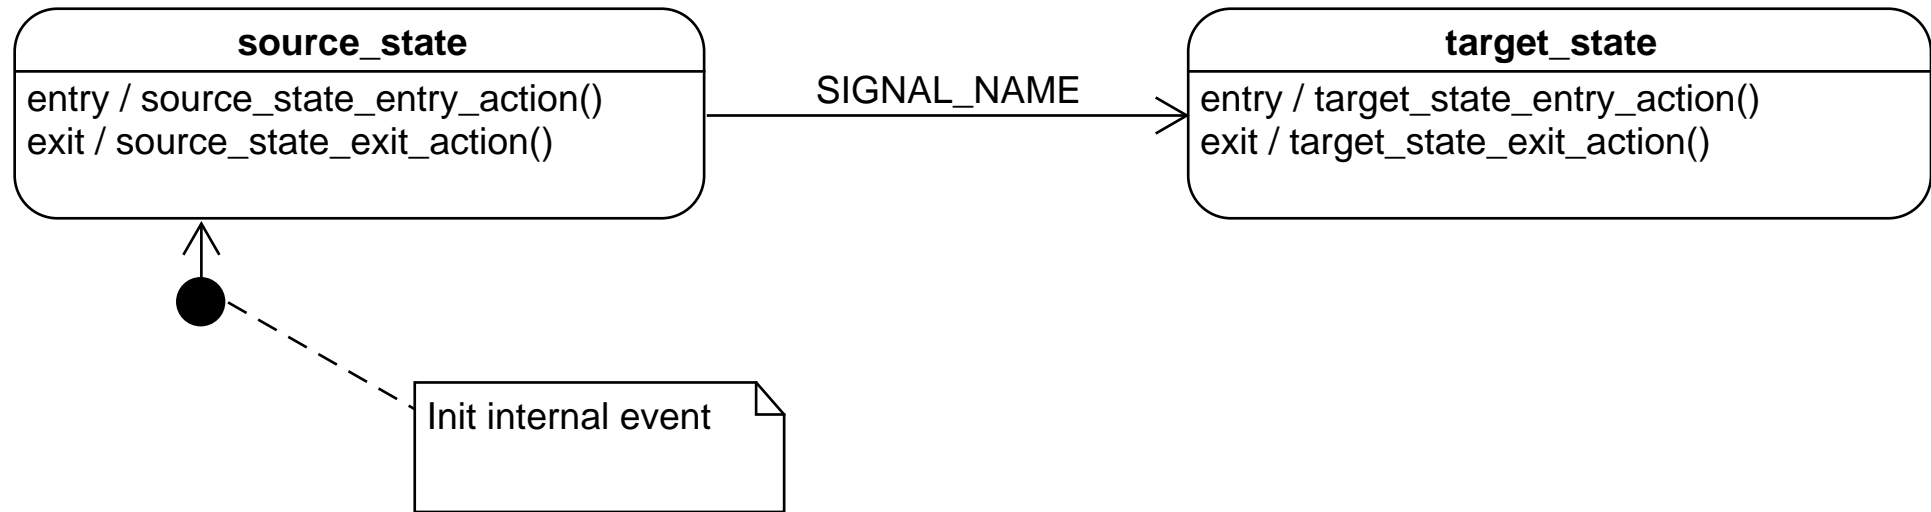 source_state
entry / source_state_entry_action()
exit / source_state_exit_action()
SIGNAL_NAME
target_state
entry / target_state_entry_action()
exit / target_state_exit_action()
Init internal event